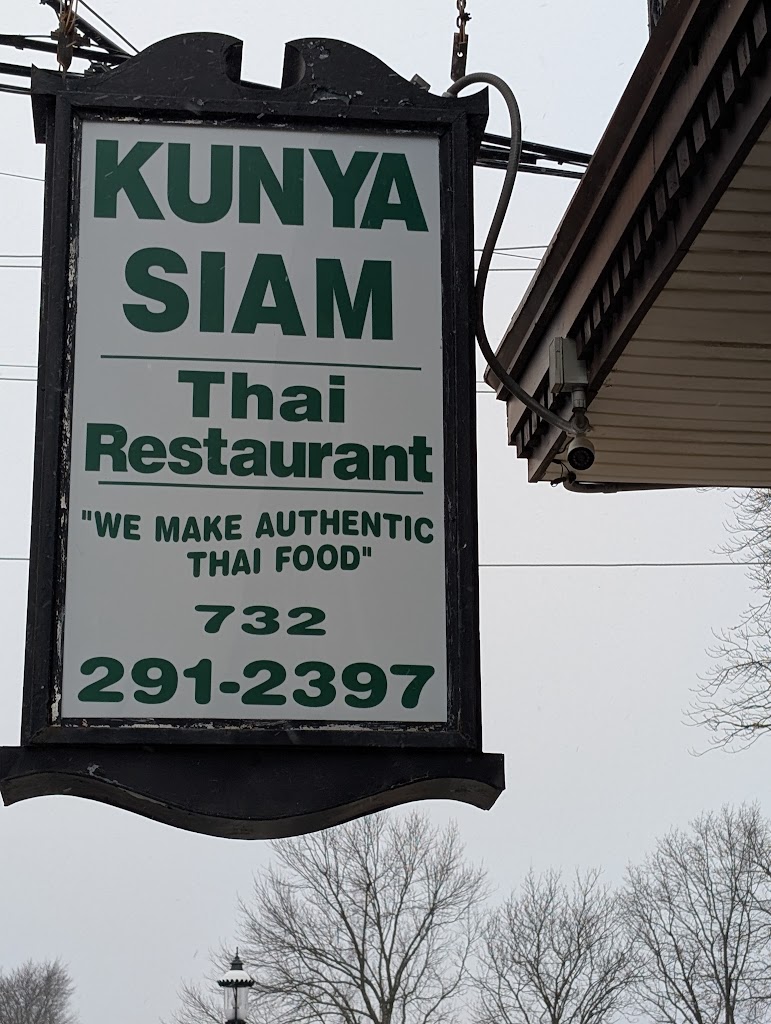 KUNYA
SIAM
Thai
Restaurant
"WE MAKE AUTHENTIC
THAI FOOD"
732
291-2397